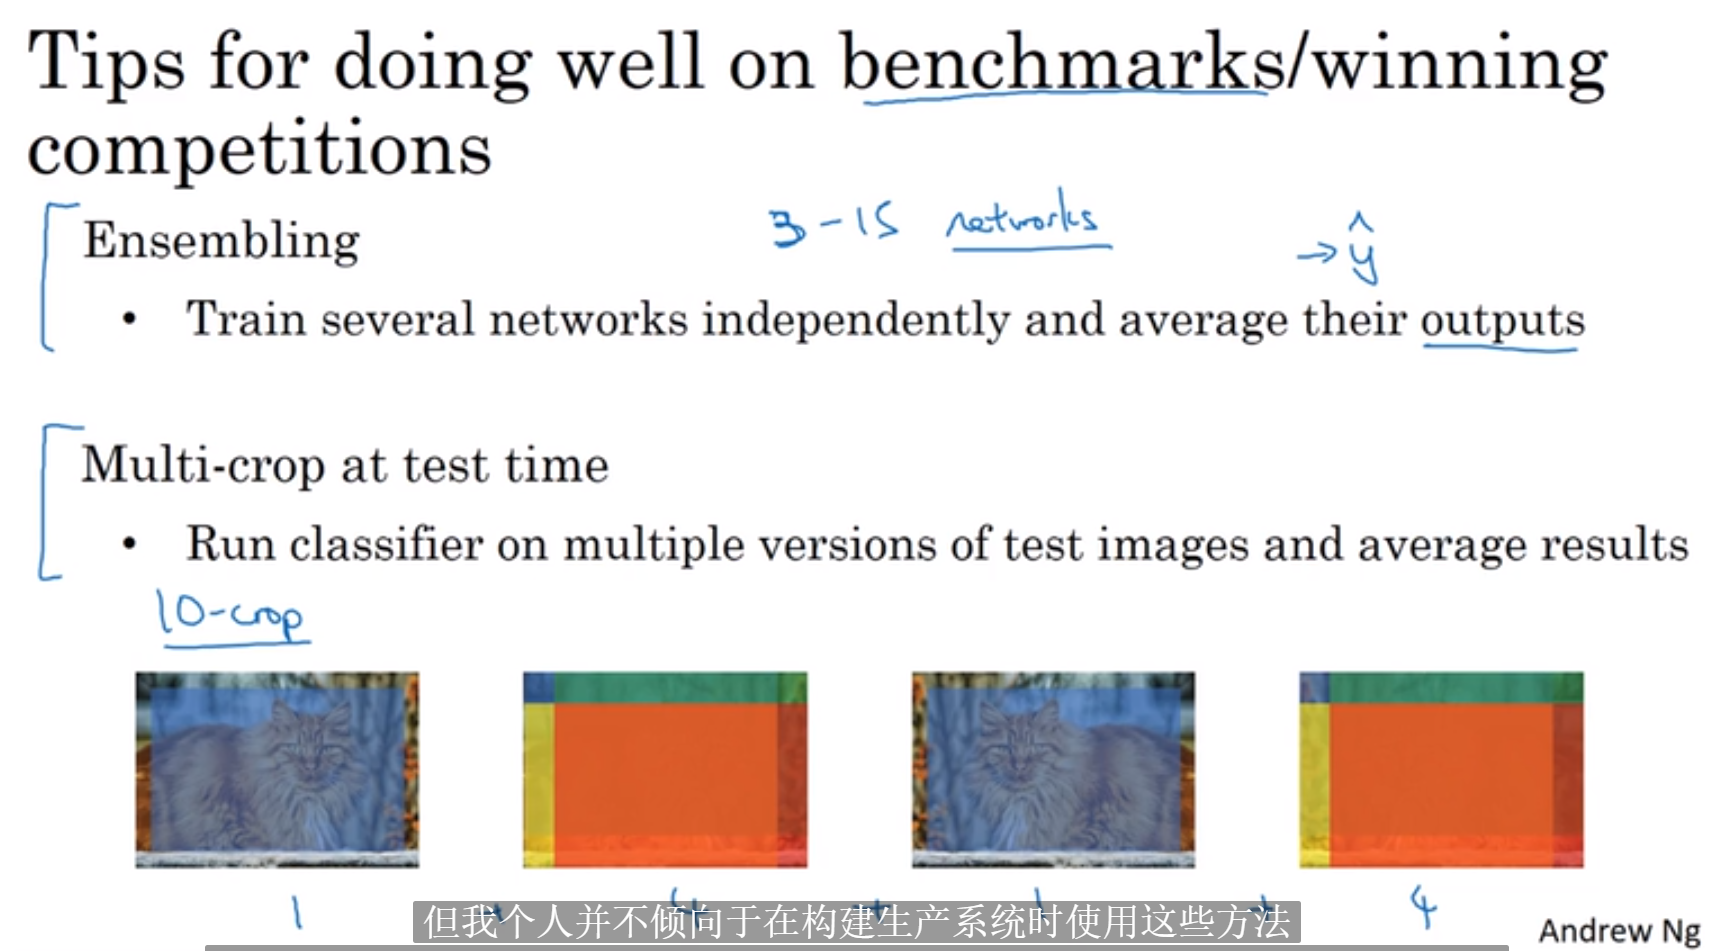 Tips for doing well on benchmarks/winning
competitions
3-15 networks
→ ŷ
Ensembling
• Train several networks independently and average their outputs
Multi-crop at test time
• Run classifier on multiple versions of test images and average results
10-crop
1 + 4 + 1 + 4
但我个人并不倾向于在构建生产系统时使用这些方法
Andrew Ng